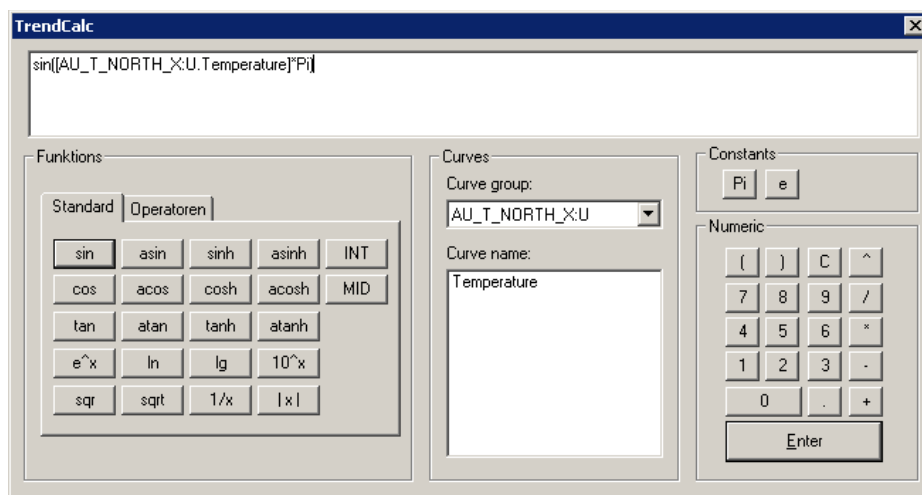 TrendCalc
sin([AU_T_NORTH_X:U.Temperature]*Pi)
Funktions
Standard
Operatoren
sin asin sinh asinh INT
cos acos cosh acosh MID
tan atan tanh atanh
e^x ln lg 10^x
sqr sqrt 1/x |x|
Curves
Curve group:
AU_T_NORTH_X:U
Curve name:
Temperature
Constants
Pi e
Numeric
( ) C ^
7 8 9 /
4 5 6 *
1 2 3 -
0 . +
Enter